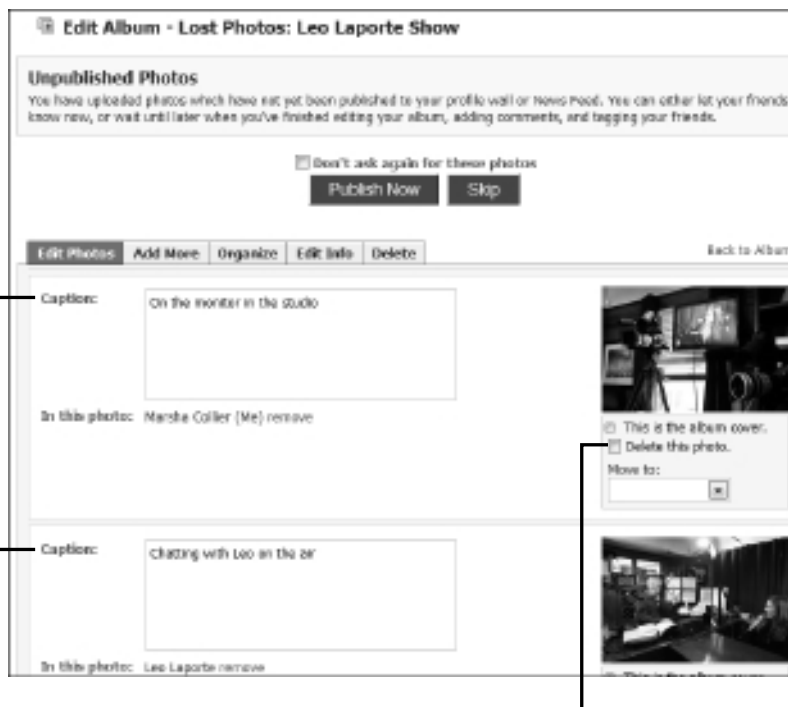 Edit Album - Lost Photos: Leo Laporte Show
Unpublished Photos
You have uploaded photos which have not yet been published to your profile wall or News Feed. You can either let your friends
know now, or wait until later when you've finished editing your album, adding comments, and tagging your friends.
Don't ask again for these photos
Publish Now Skip
Edit Photos Add More Organize Edit Info Delete Back to Album
Caption: On the monitor in the studio
In this photo: Marsha Collier (Me) remove
This is the album cover.
Delete this photo.
Move to:
Caption: Chatting with Leo on the air
In this photo: Leo Laporte remove
This is the album cover.